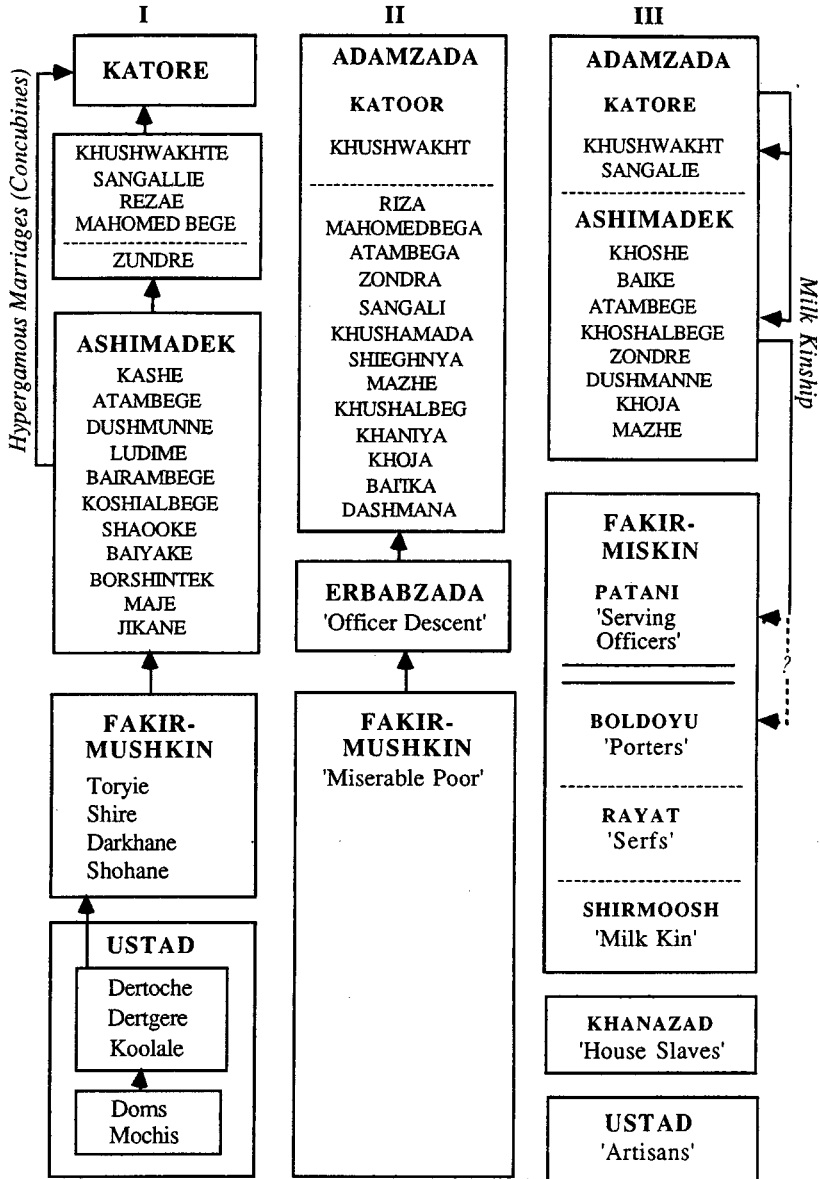 I
KATORE
KHUSHWAKHTE
SANGALLIE
REZAE
MAHOMED BEGE
ZUNDRE
ASHIMADEK
KASHE
ATAMBEGE
DUSHMUNNE
LUDIME
BAIRAMBEGE
KOSHIALBEGE
SHAOOKE
BAIYAKE
BORSHINTEK
MAJE
JIKANE
FAKIR-
MUSHKIN
Toryie
Shire
Darkhane
Shohane
USTAD
Dertoche
Dertgere
Koolale
Doms
Mochis
Hypergamous Marriages (Concubines)
II
ADAMZADA
KATOOR
KHUSHWAKHT
RIZA
MAHOMEDBEGA
ATAMBEGA
ZONDRA
SANGALI
KHUSHAMADA
SHIEGHNYA
MAZHE
KHUSHALBEG
KHANIYA
KHOJA
BAITKA
DASHMANA
ERBABZADA
'Officer Descent'
FAKIR-
MUSHKIN
'Miserable Poor'
III
ADAMZADA
KATORE
KHUSHWAKHT
SANGALIE
ASHIMADEK
KHOSHE
BAIKE
ATAMBEGE
KHOSHALBEGE
ZONDRE
DUSHMANNE
KHOJA
MAZHE
FAKIR-
MISKIN
PATANI
'Serving
Officers'
BOLDOYU
'Porters'
RAYAT
'Serfs'
SHIRMOOSH
'Milk Kin'
KHANAZAD
'House Slaves'
USTAD
'Artisans'
Milk Kinship
?